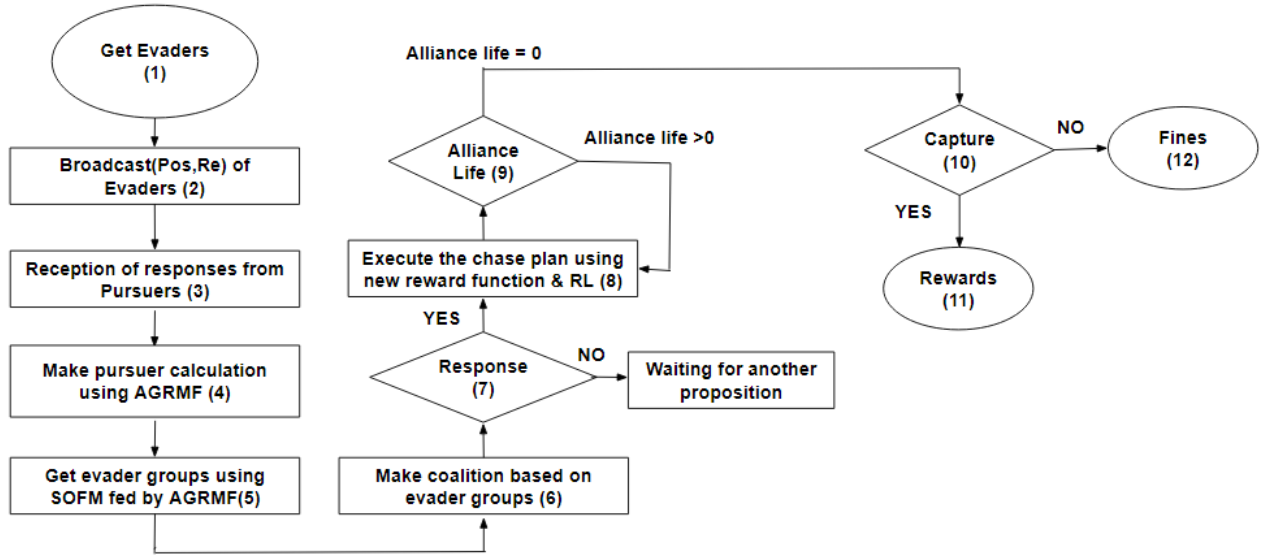 Get Evaders
(1)
Broadcast(Pos,Re) of
Evaders (2)
Reception of responses from
Pursuers (3)
Make pursuer calculation
using AGRMF (4)
Get evader groups using
SOFM fed by AGRMF(5)
Make coalition based on
evader groups (6)
Response
(7)
NO
Waiting for another
proposition
YES
Execute the chase plan using
new reward function & RL (8)
Alliance
Life (9)
Alliance life >0
Alliance life = 0
Capture
(10)
NO
Fines
(12)
YES
Rewards
(11)